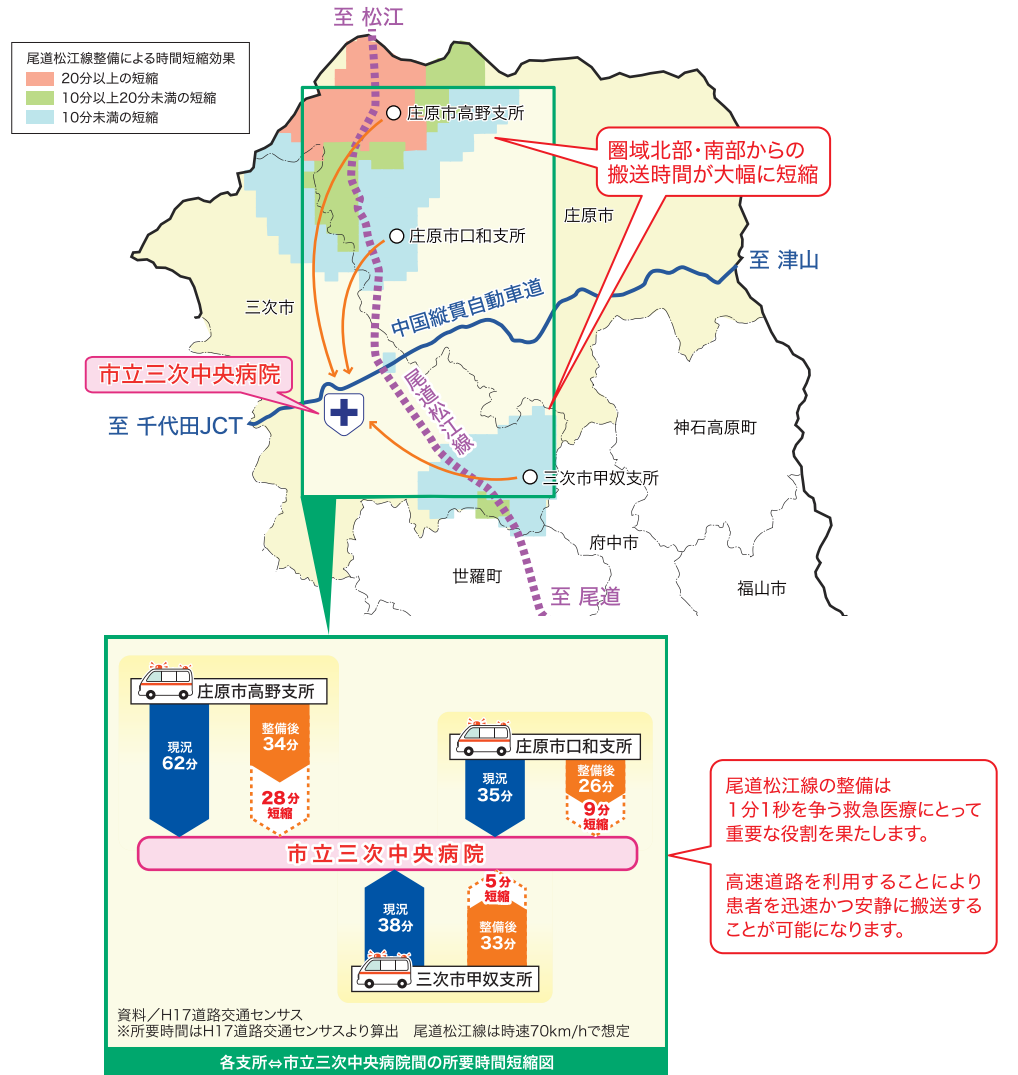 至 松江
尾道松江線整備による時間短縮効果
20分以上の短縮
10分以上20分未満の短縮
10分未満の短縮
庄原市高野支所
圏域北部・南部からの
搬送時間が大幅に短縮
庄原市
庄原市口和支所
至 津山
三次市
中国縦貫自動車道
市立三次中央病院
尾道松江線
至 千代田JCT
神石高原町
三次市甲奴支所
府中市
世羅町
福山市
至 尾道
庄原市高野支所
現況
62分
整備後
34分
28分
短縮
庄原市口和支所
現況
35分
整備後
26分
9分
短縮
市立三次中央病院
現況
38分
5分
短縮
整備後
33分
三次市甲奴支所
資料／H17道路交通センサス
※所要時間はH17道路交通センサスより算出　尾道松江線は時速70km/hで想定
各支所⇔市立三次中央病院間の所要時間短縮図
尾道松江線の整備は
1分1秒を争う救急医療にとって
重要な役割を果たします。
高速道路を利用することにより
患者を迅速かつ安静に搬送する
ことが可能になります。